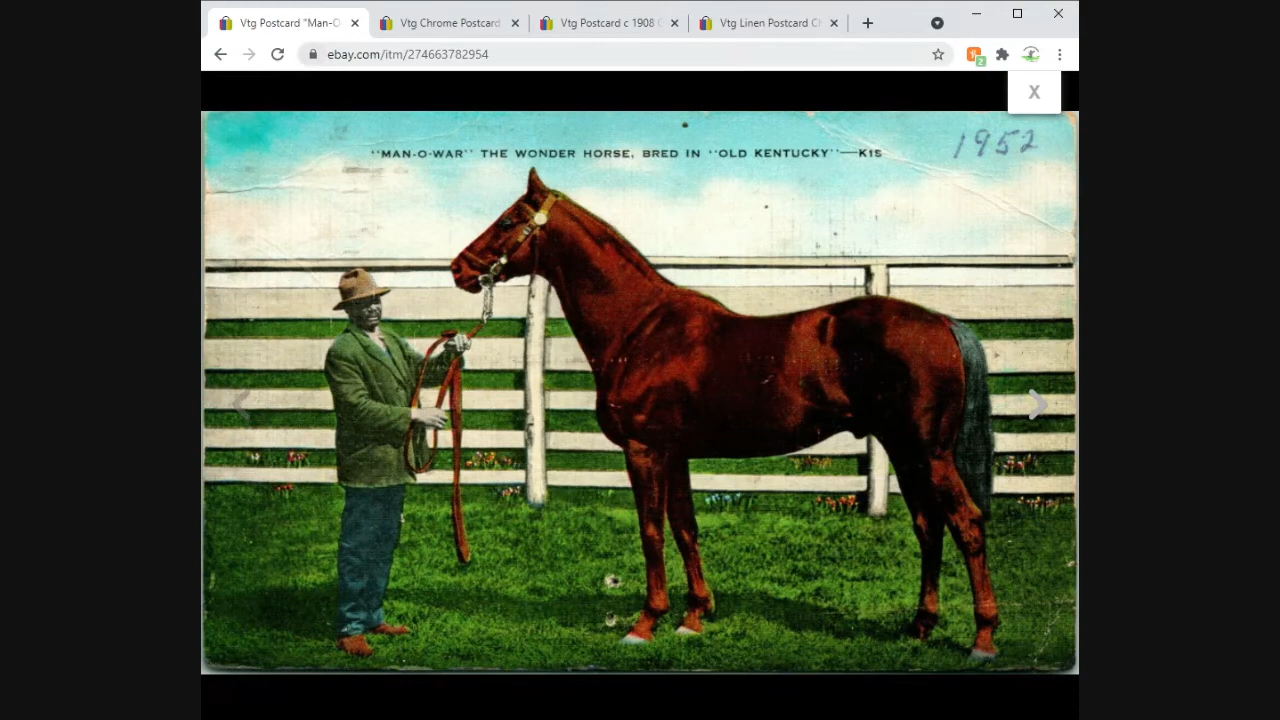 Vtg Postcard "Man-O
Vtg Chrome Postcard
Vtg Postcard c 1908
Vtg Linen Postcard
ebay.com/itm/274663782954
2
X
"MAN-O-WAR" THE WONDER HORSE, BRED IN "OLD KENTUCKY"—K15
1952